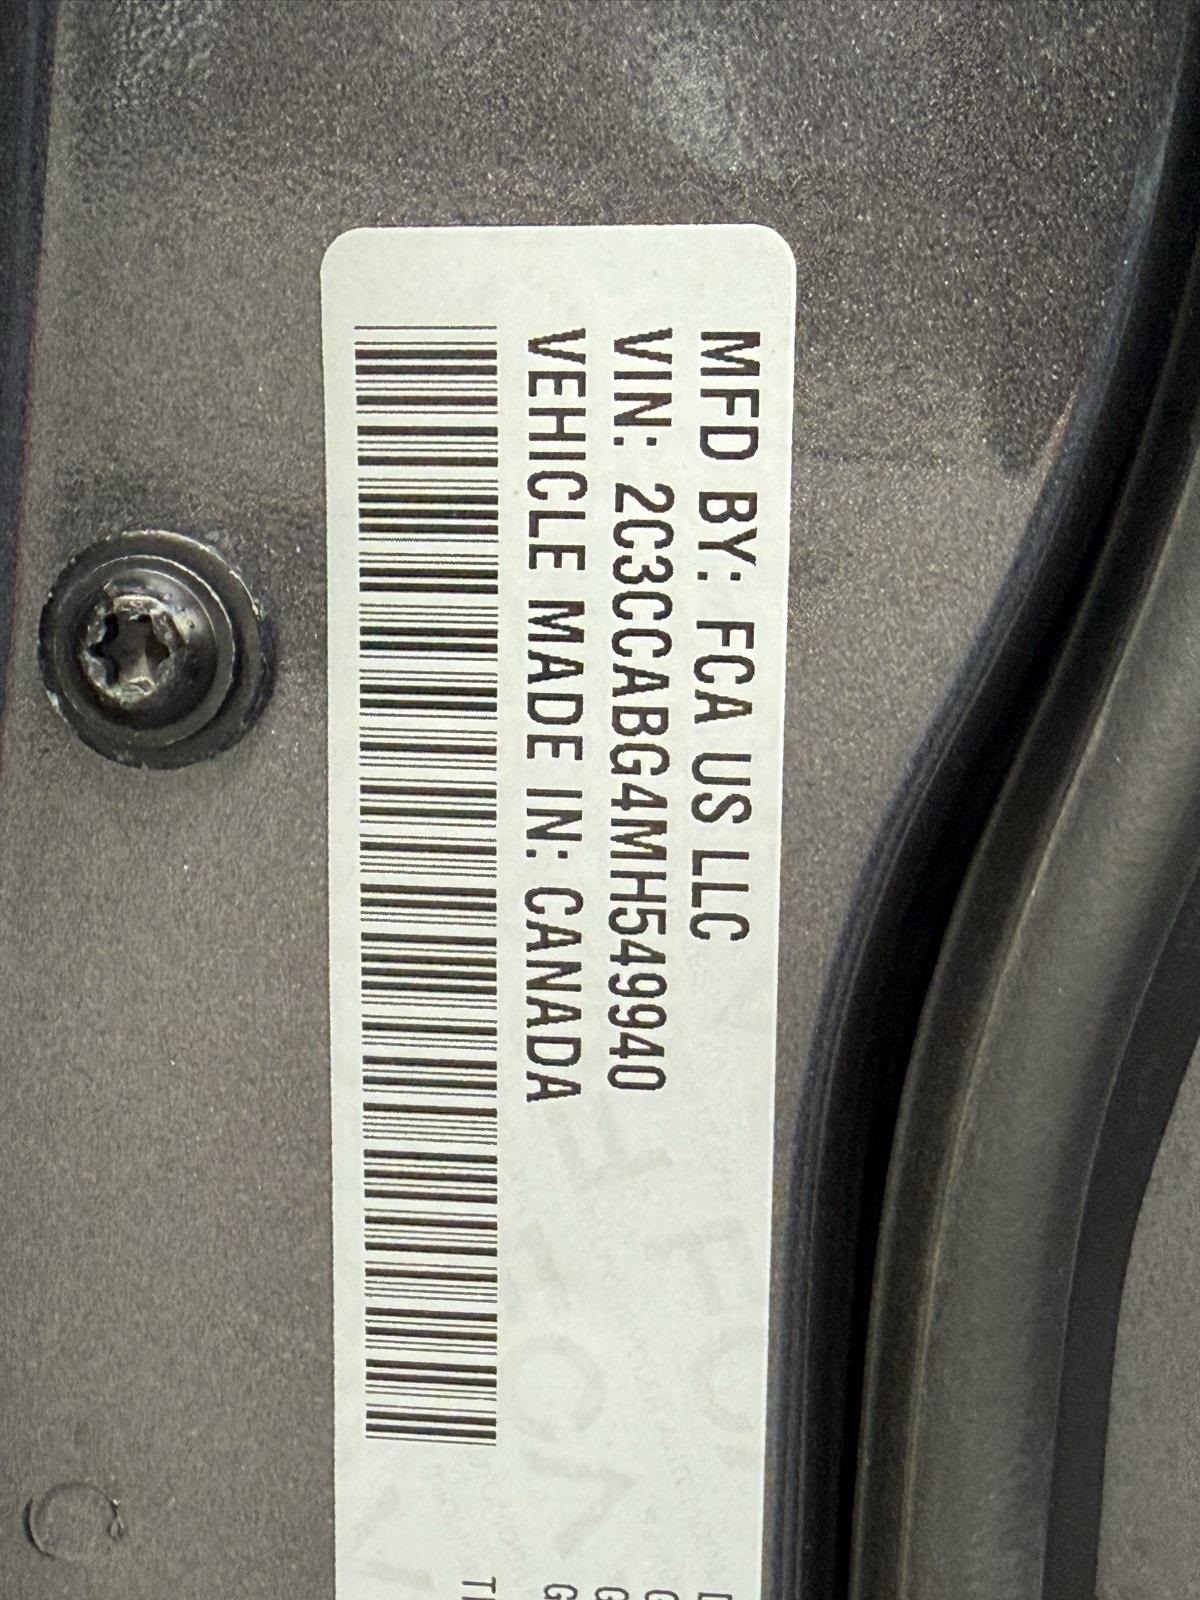 MFD BY: FCA US LLC
VIN: 2C3CCABG4MH549940
VEHICLE MADE IN: CANADA